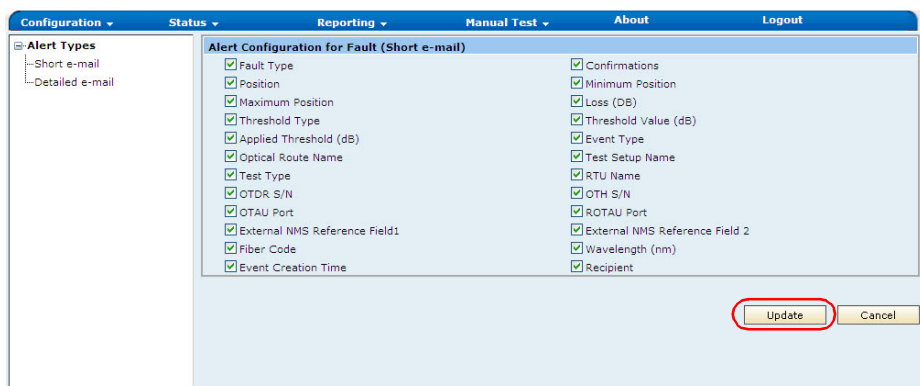 Configuration Status Reporting Manual Test About Logout
Alert Types
Short e-mail
Detailed e-mail
Alert Configuration for Fault (Short e-mail)
Fault Type Confirmations
Position Minimum Position
Maximum Position Loss (DB)
Threshold Type Threshold Value (dB)
Applied Threshold (dB) Event Type
Optical Route Name Test Setup Name
Test Type RTU Name
OTDR S/N OTH S/N
OTAU Port ROTAU Port
External NMS Reference Field1 External NMS Reference Field 2
Fiber Code Wavelength (nm)
Event Creation Time Recipient
Update Cancel